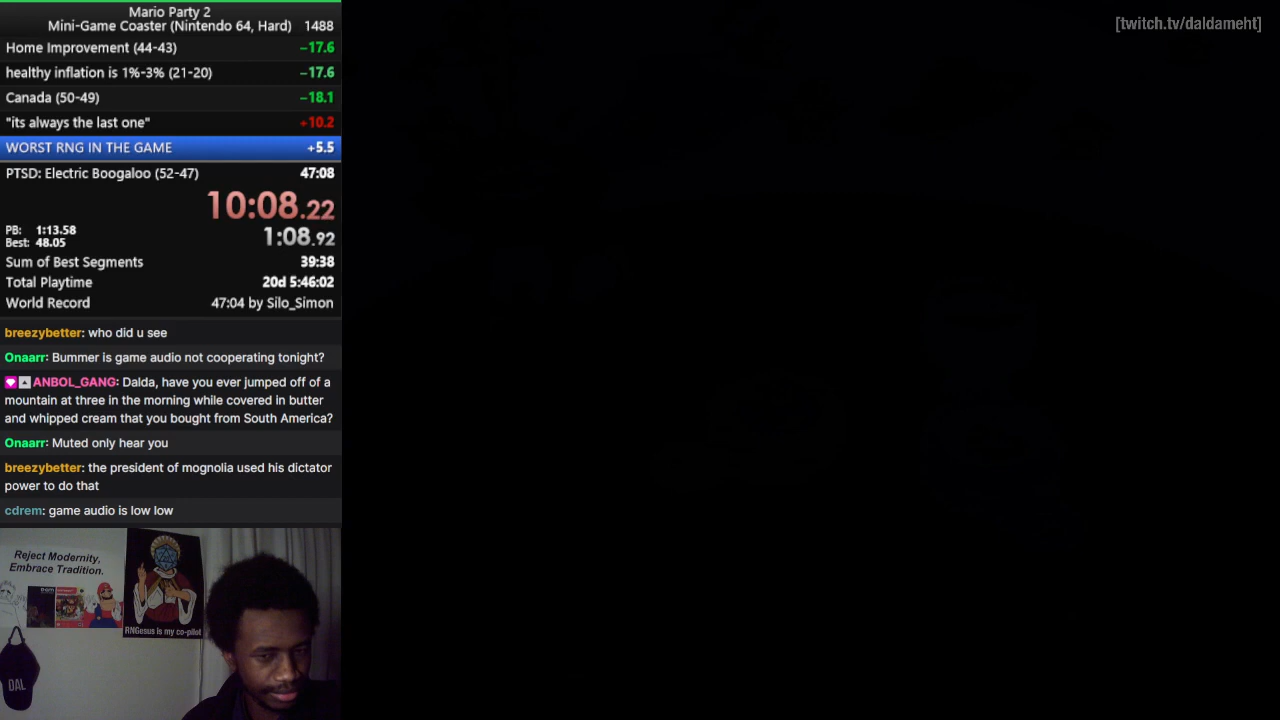 Mario Party 2
Mini-Game Coaster (Nintendo 64, Hard) 1488
Home Improvement (44-43) −17.6
healthy inflation is 1%-3% (21-20) −17.6
Canada (50-49) −18.1
"its always the last one" +10.2
WORST RNG IN THE GAME +5.5
PTSD: Electric Boogaloo (52-47) 47:08
10:08.22
PB: 1:13.58
Best: 48.05
1:08.92
Sum of Best Segments 39:38
Total Playtime 20d 5:46:02
World Record 47:04 by Silo_Simon
breezybetter: who did u see
Onaarr: Bummer is game audio not cooperating tonight?
ANBOL_GANG: Dalda, have you ever jumped off of a
mountain at three in the morning while covered in butter
and whipped cream that you bought from South America?
Onaarr: Muted only hear you
breezybetter: the president of mognolia used his dictator
power to do that
cdrem: game audio is low low
Reject Modernity,
Embrace Tradition.
RNGesus is my co-pilot
DAL
[twitch.tv/daldameht]